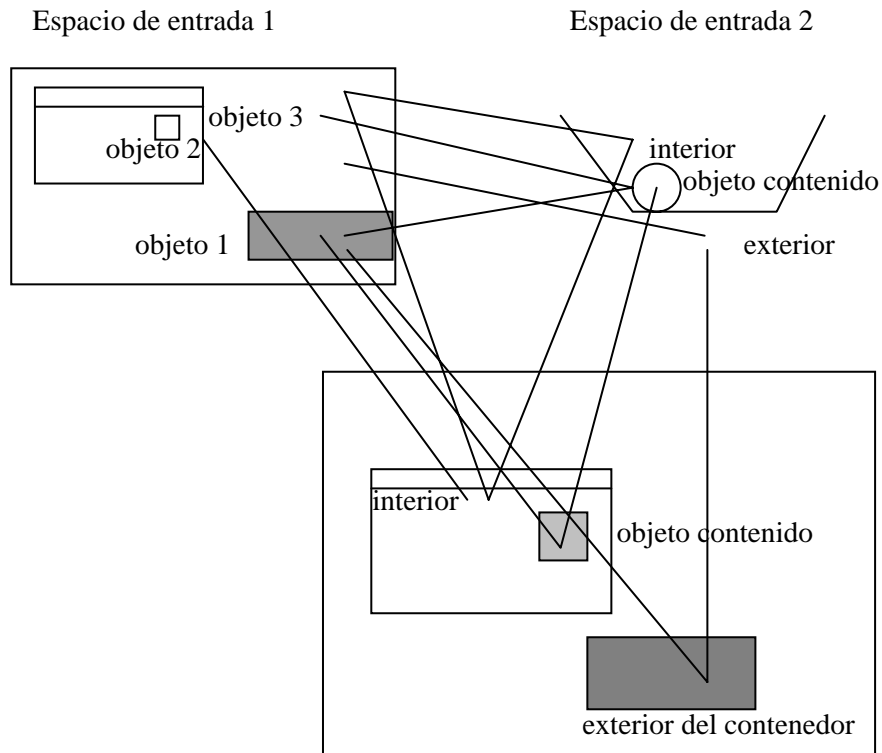 Espacio de entrada 1
Espacio de entrada 2
objeto 3
objeto 2
interior
objeto contenido
objeto 1
exterior
interior
objeto contenido
exterior del contenedor